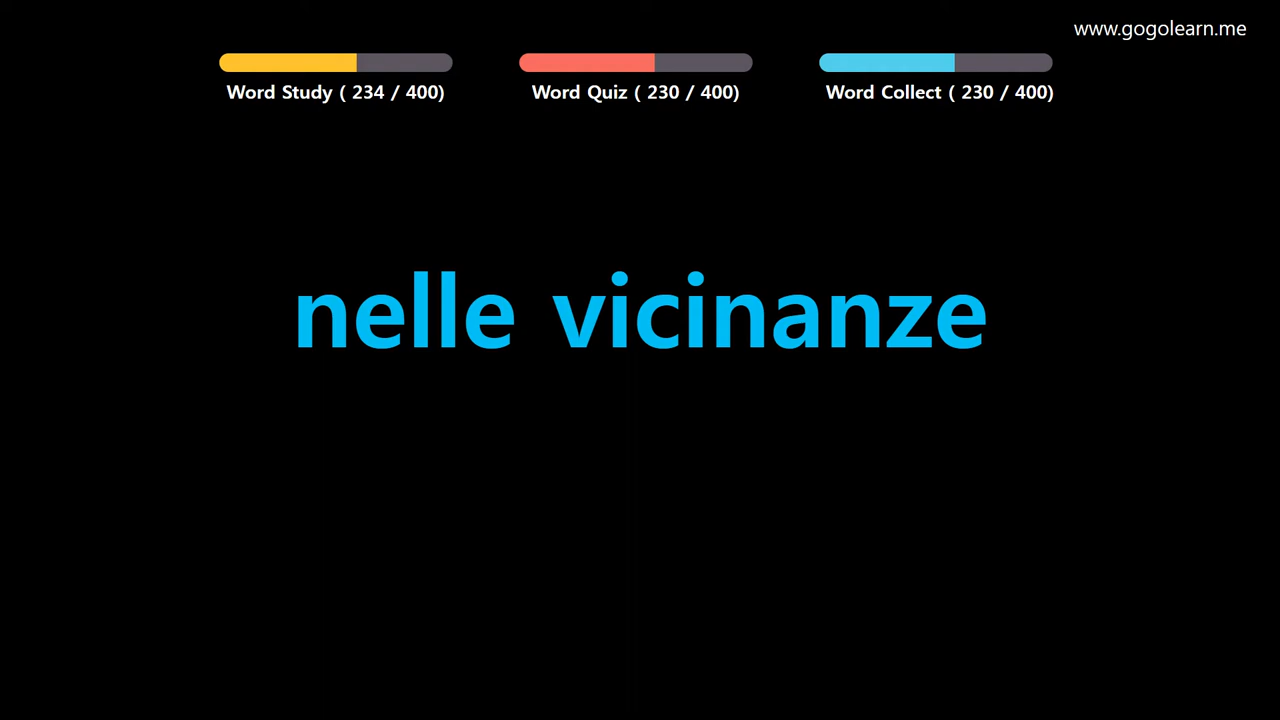 www.gogolearn.me
Word Study ( 234 / 400)
Word Quiz ( 230 / 400)
Word Collect ( 230 / 400)
nelle vicinanze